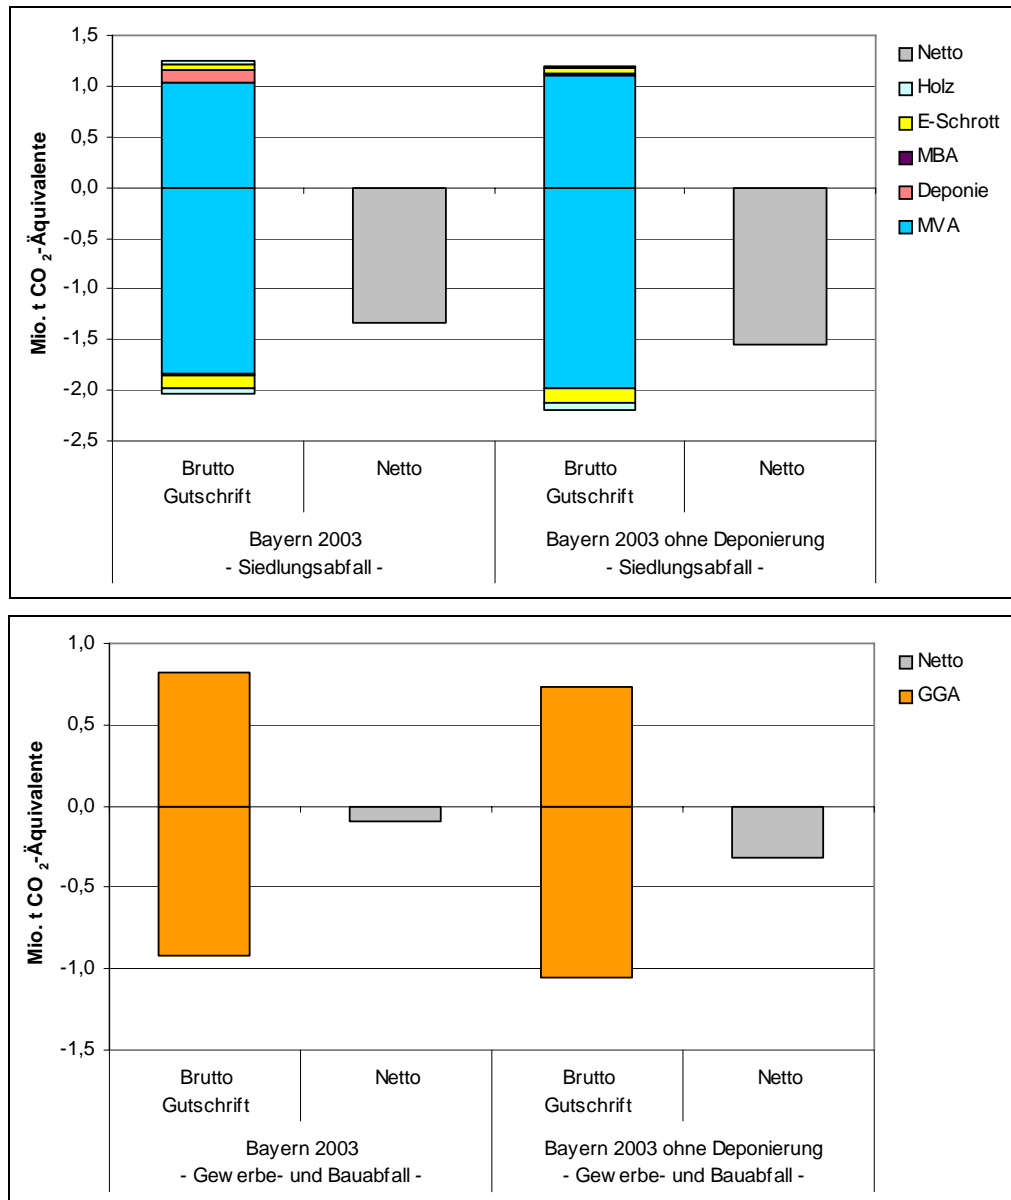 1,5
1,0
0,5
0,0
-0,5
-1,0
-1,5
-2,0
-2,5
Mio. t CO2-Äquivalente
Brutto
Gutschrift
Netto
Brutto
Gutschrift
Netto
Bayern 2003
- Siedlungsabfall -
Bayern 2003 ohne Deponierung
- Siedlungsabfall -
Netto
Holz
E-Schrott
MBA
Deponie
MVA
1,0
0,5
0,0
-0,5
-1,0
-1,5
Mio. t CO2-Äquivalente
Brutto
Gutschrift
Netto
Brutto
Gutschrift
Netto
Bayern 2003
- Gewerbe- und Bauabfall -
Bayern 2003 ohne Deponierung
- Gewerbe- und Bauabfall -
Netto
GGA